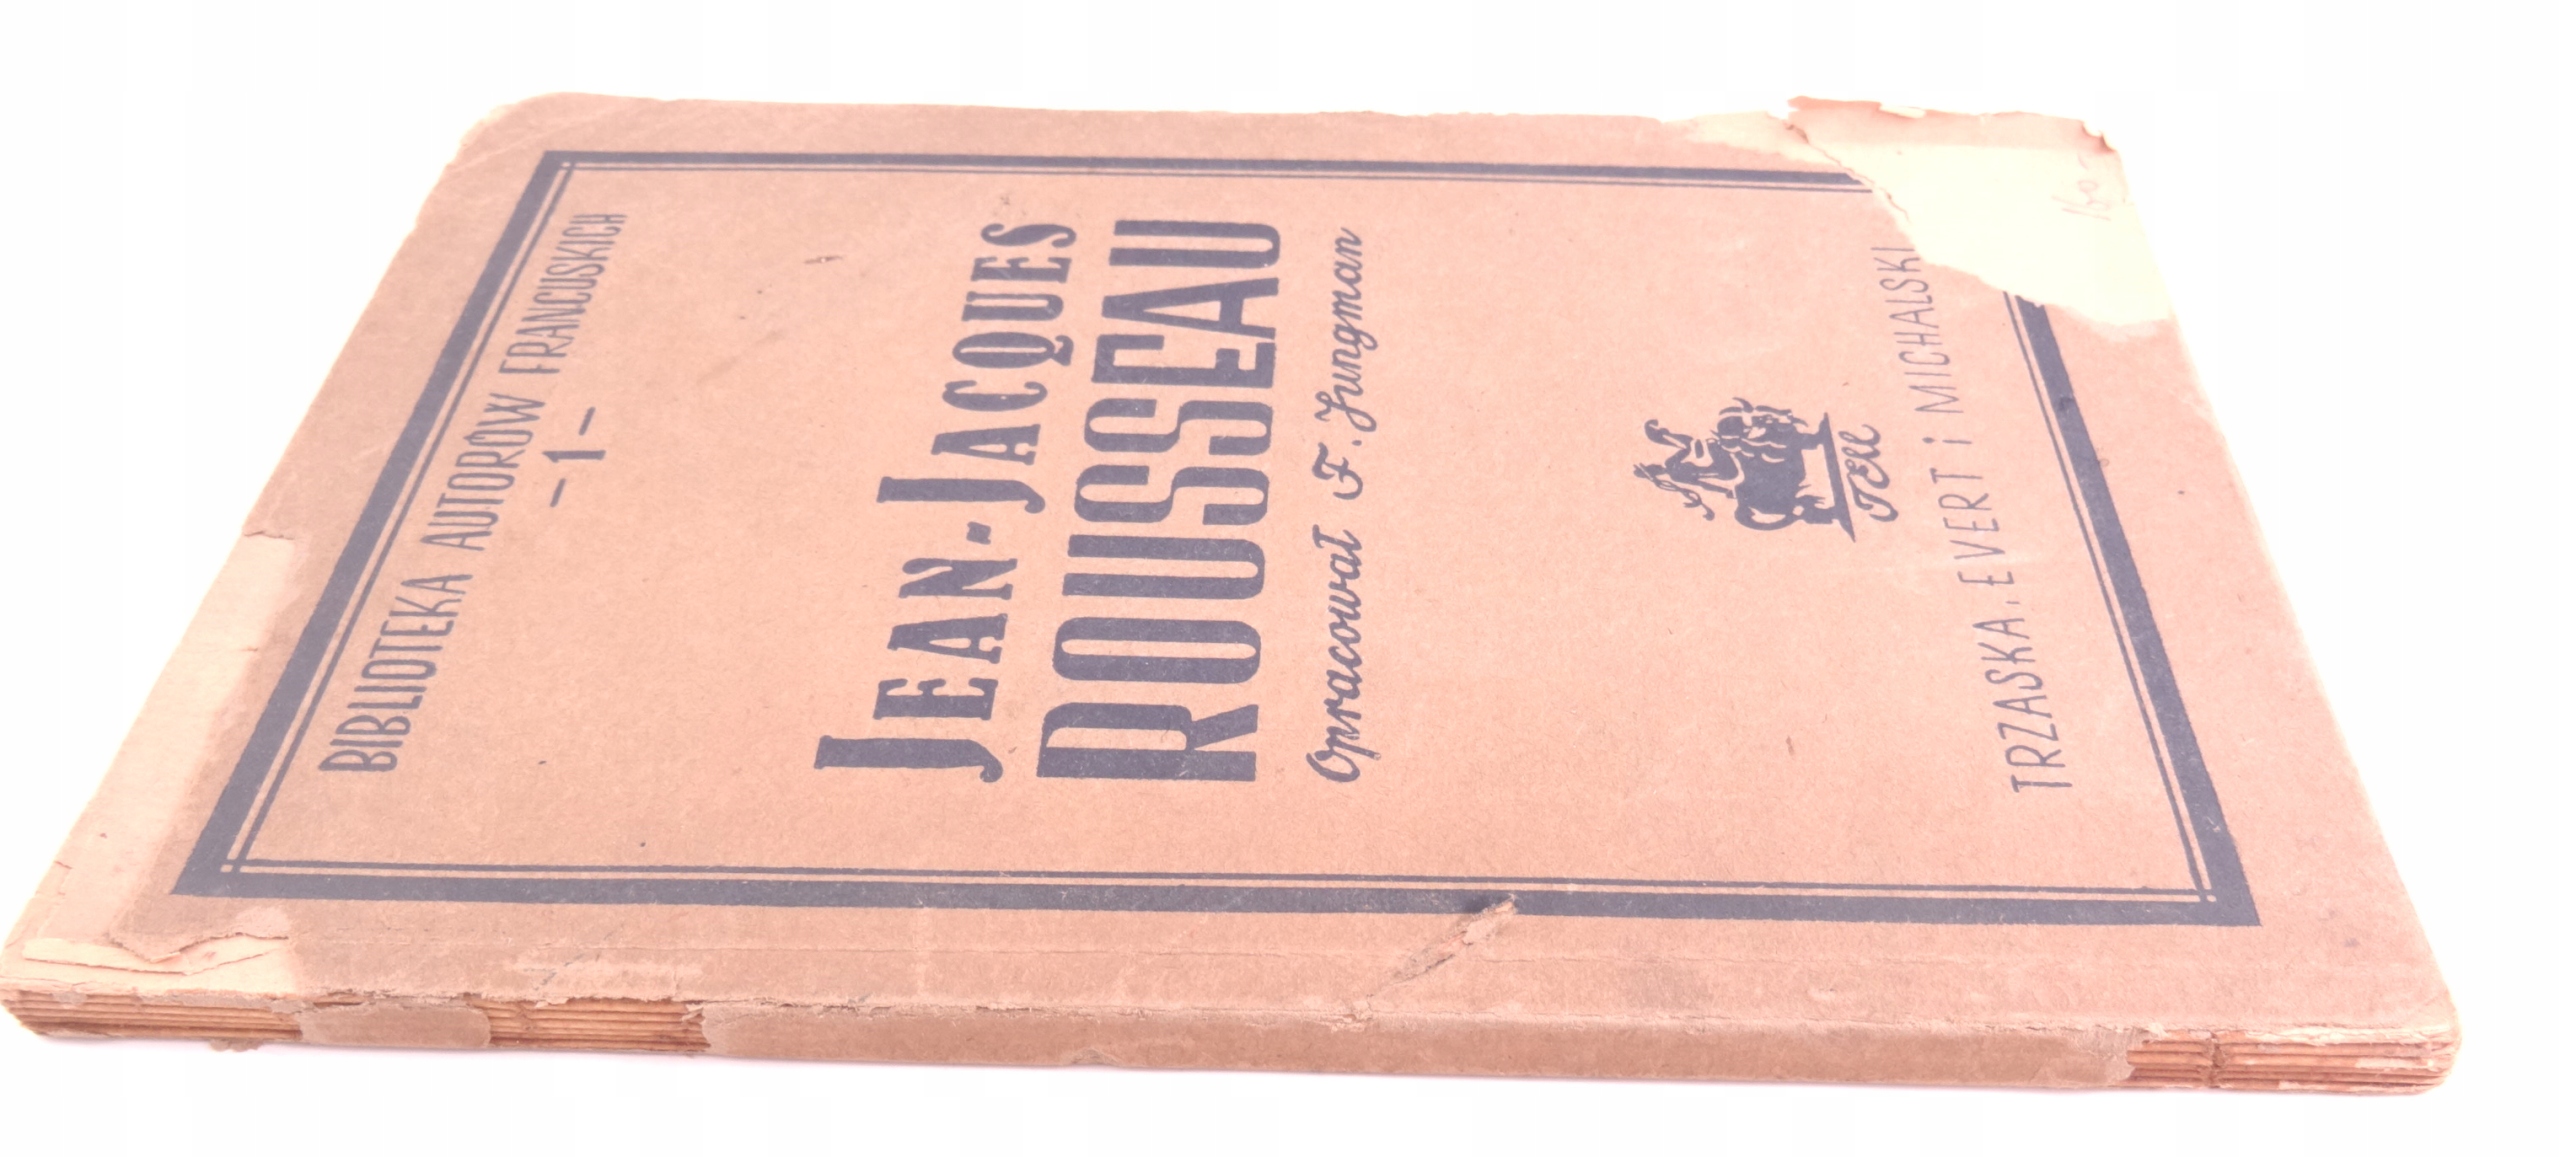 BIBLIOTEKA AUTORÓW FRANCUSKICH
- 1 -
JEAN-JACQUES
ROUSSEAU
Opracował F. Jungman
TEM
TRZASKA, EVERT i MICHALSKI